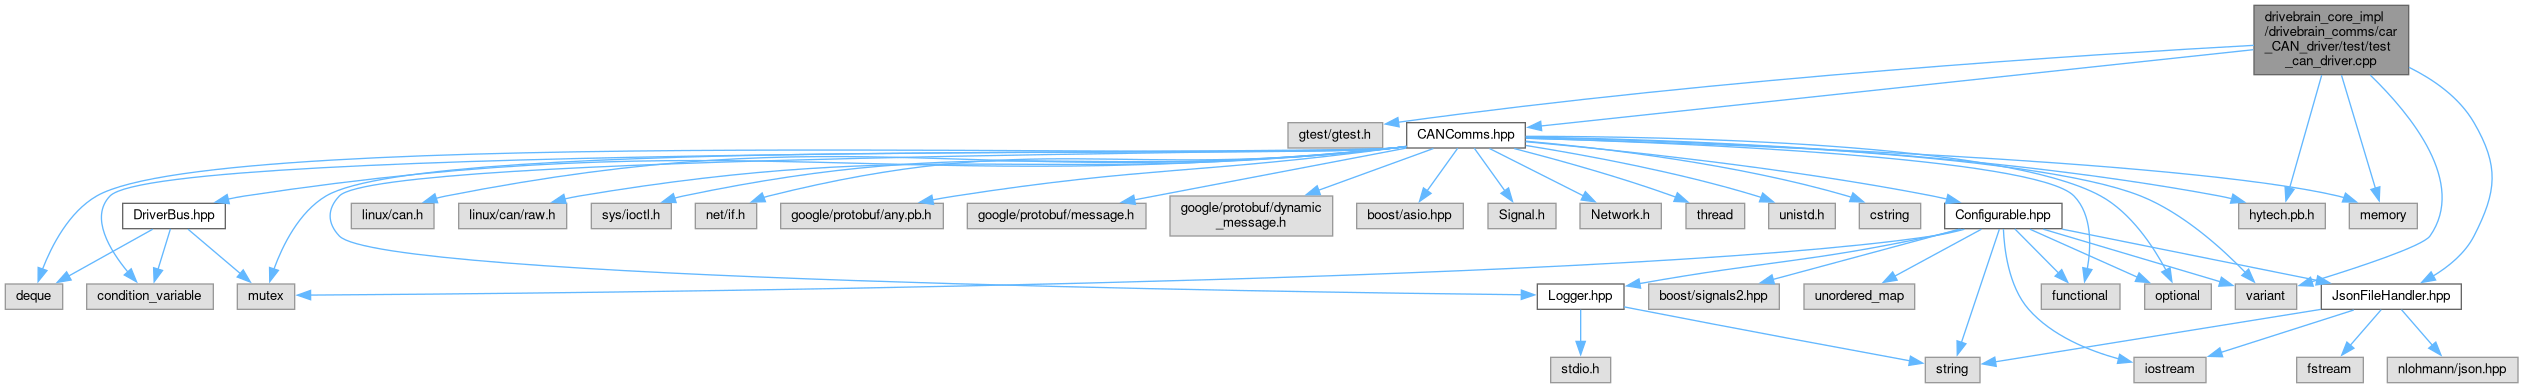 drivebrain_core_impl
/drivebrain_comms/car
_CAN_driver/test/test
_can_driver.cpp
gtest/gtest.h
CANComms.hpp
DriverBus.hpp
linux/can.h
linux/can/raw.h
sys/ioctl.h
net/if.h
google/protobuf/any.pb.h
google/protobuf/message.h
google/protobuf/dynamic
_message.h
boost/asio.hpp
Signal.h
Network.h
thread
unistd.h
cstring
Configurable.hpp
hytech.pb.h
memory
deque
condition_variable
mutex
Logger.hpp
boost/signals2.hpp
unordered_map
functional
optional
variant
JsonFileHandler.hpp
stdio.h
string
iostream
fstream
nlohmann/json.hpp